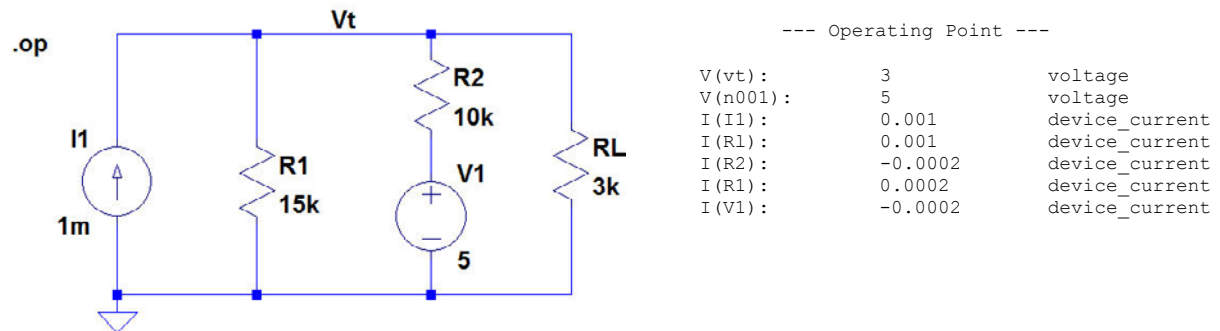 Vt
.op
R2
10k
I1
R1
15k
V1
RL
3k
1m
5
--- Operating Point ---
V(vt): 3 voltage
V(n001): 5 voltage
I(I1): 0.001 device_current
I(Rl): 0.001 device_current
I(R2): -0.0002 device_current
I(R1): 0.0002 device_current
I(V1): -0.0002 device_current